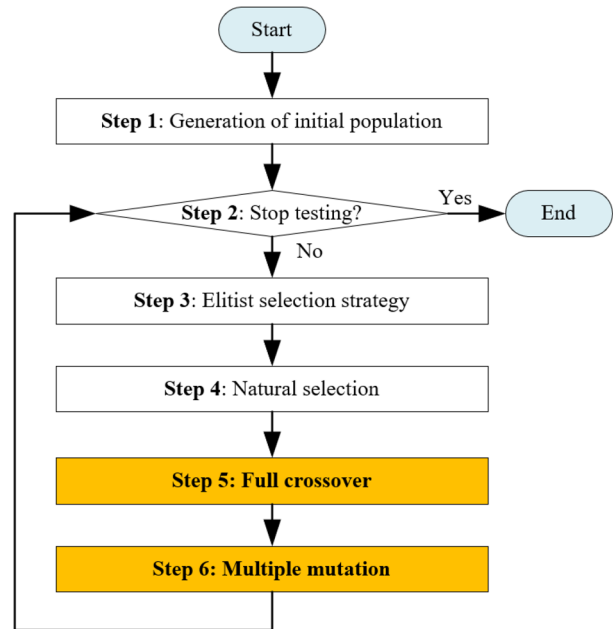 Start
Step 1: Generation of initial population
Step 2: Stop testing?
Yes
End
No
Step 3: Elitist selection strategy
Step 4: Natural selection
Step 5: Full crossover
Step 6: Multiple mutation